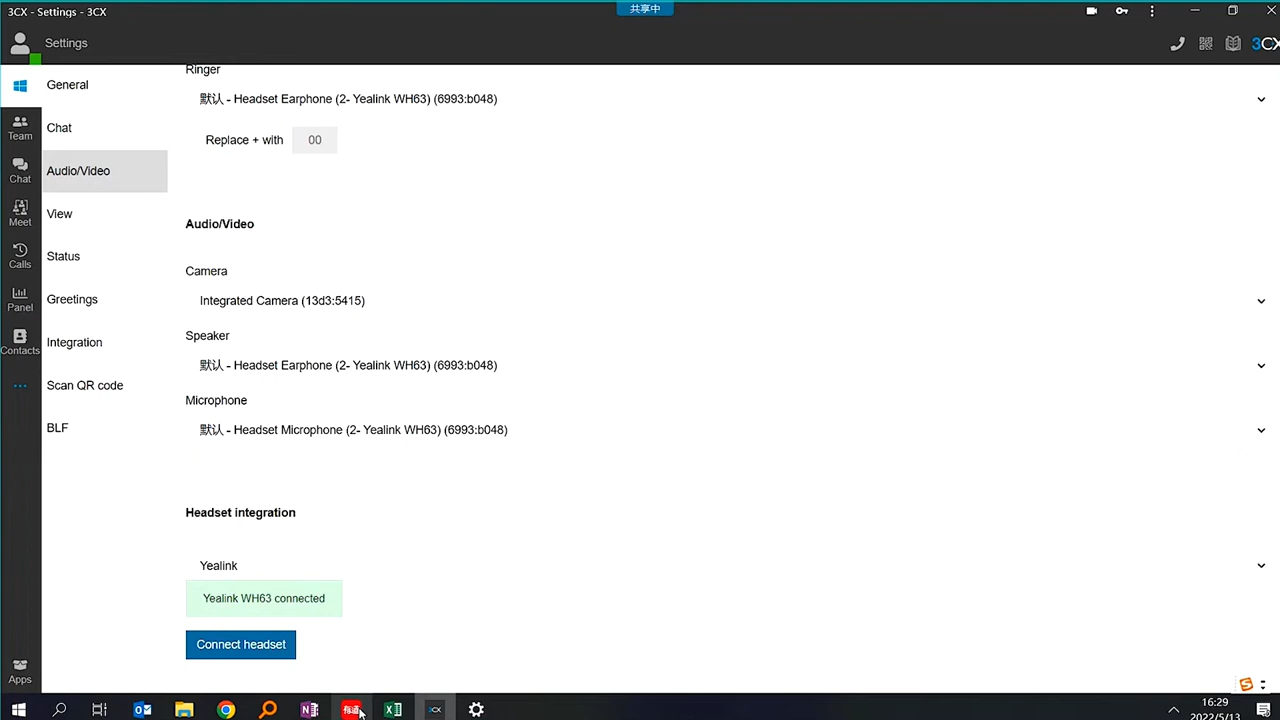 3CX - Settings - 3CX
共享中
Settings
3CX
General
Team
Chat
Chat
Audio/Video
Meet
View
Calls
Status
Panel
Greetings
Contacts
Integration
Scan QR code
BLF
Apps
Ringer
默认 - Headset Earphone (2- Yealink WH63) (6993:b048)
Replace + with 00
Audio/Video
Camera
Integrated Camera (13d3:5415)
Speaker
默认 - Headset Earphone (2- Yealink WH63) (6993:b048)
Microphone
默认 - Headset Microphone (2- Yealink WH63) (6993:b048)
Headset integration
Yealink
Yealink WH63 connected
Connect headset
16:29
2022/5/13